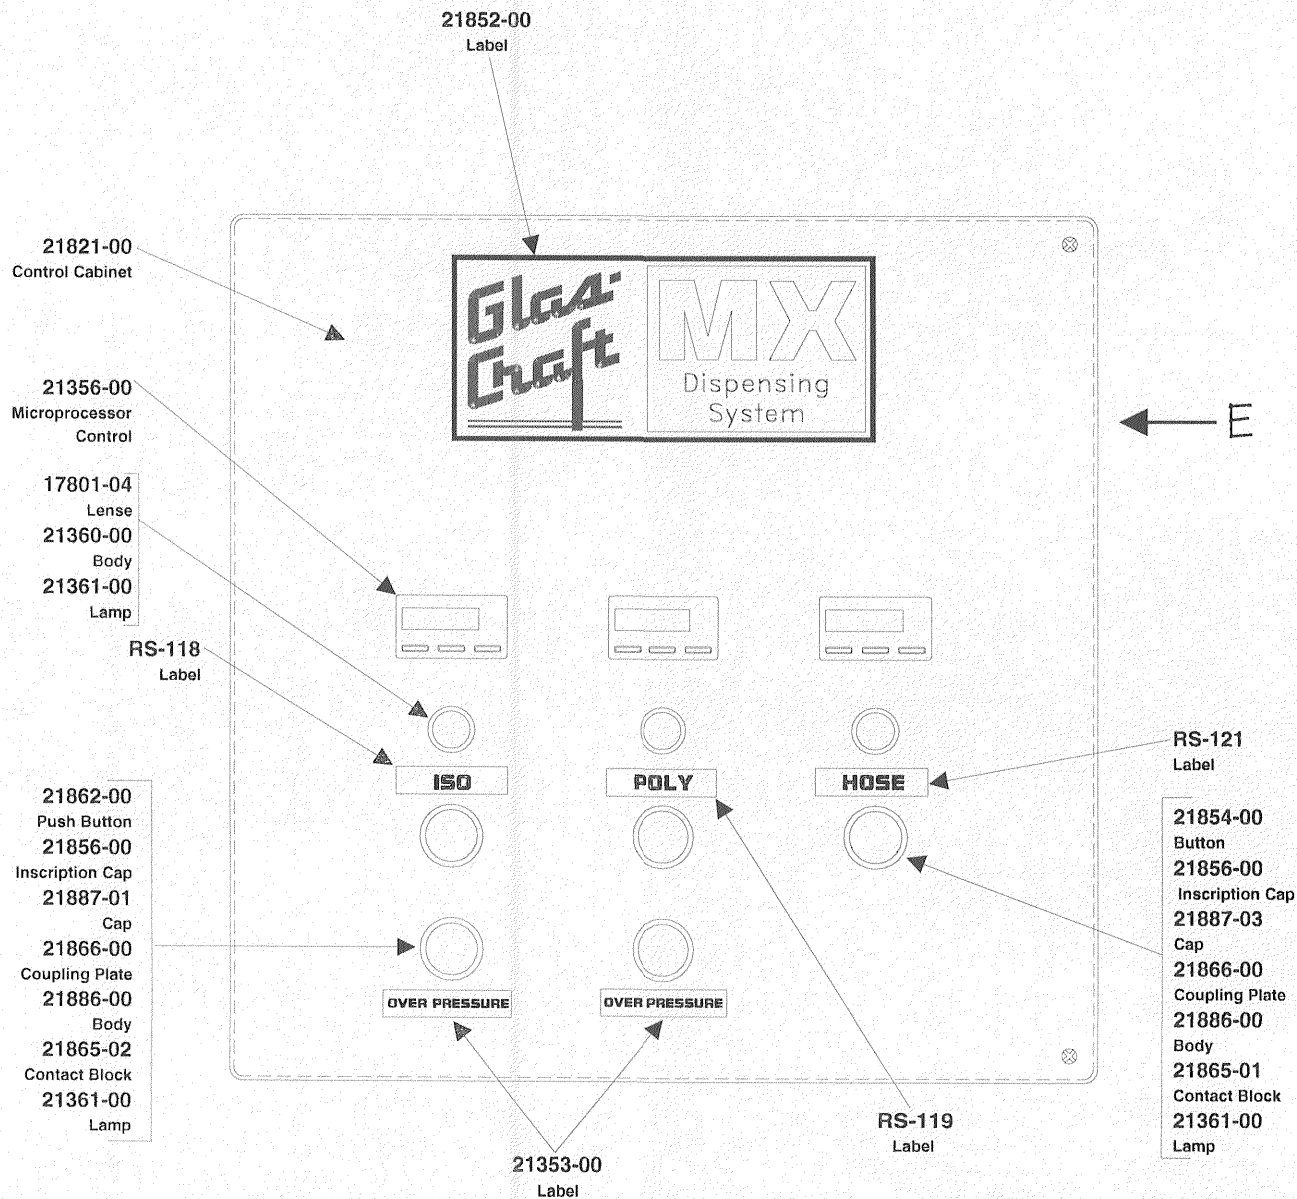 21852-00
Label
21821-00
Control Cabinet
Glas-
Craft
MX
Dispensing
System
E
21356-00
Microprocessor
Control
17801-04
Lense
21360-00
Body
21361-00
Lamp
RS-118
Label
ISO
POLY
HOSE
RS-121
Label
21862-00
Push Button
21856-00
Inscription Cap
21887-01
Cap
21866-00
Coupling Plate
21886-00
Body
21865-02
Contact Block
21361-00
Lamp
OVER PRESSURE
OVER PRESSURE
21854-00
Button
21856-00
Inscription Cap
21887-03
Cap
21866-00
Coupling Plate
21886-00
Body
21865-01
Contact Block
21361-00
Lamp
RS-119
Label
21353-00
Label